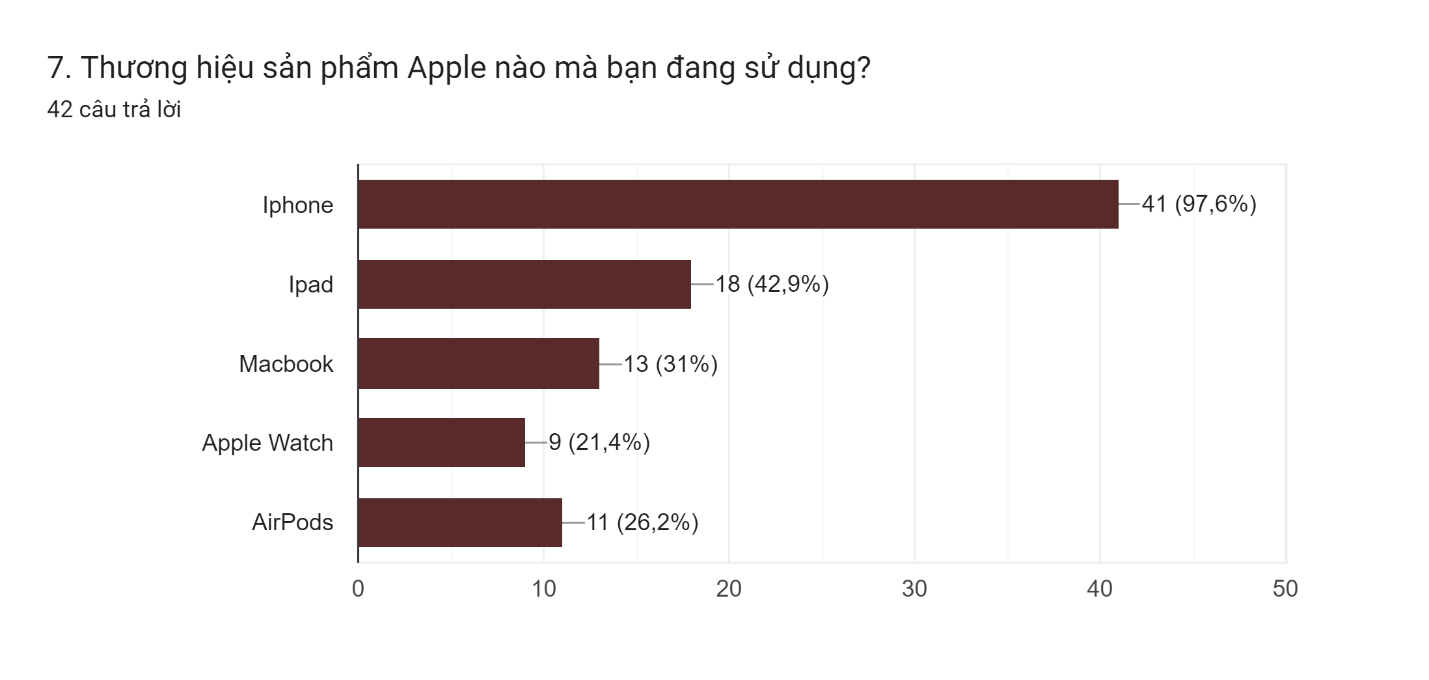 7. Thương hiệu sản phẩm Apple nào mà bạn đang sử dụng?
42 câu trả lời
Iphone
41 (97,6%)
Ipad
18 (42,9%)
Macbook
13 (31%)
Apple Watch
9 (21,4%)
AirPods
11 (26,2%)
0 10 20 30 40 50